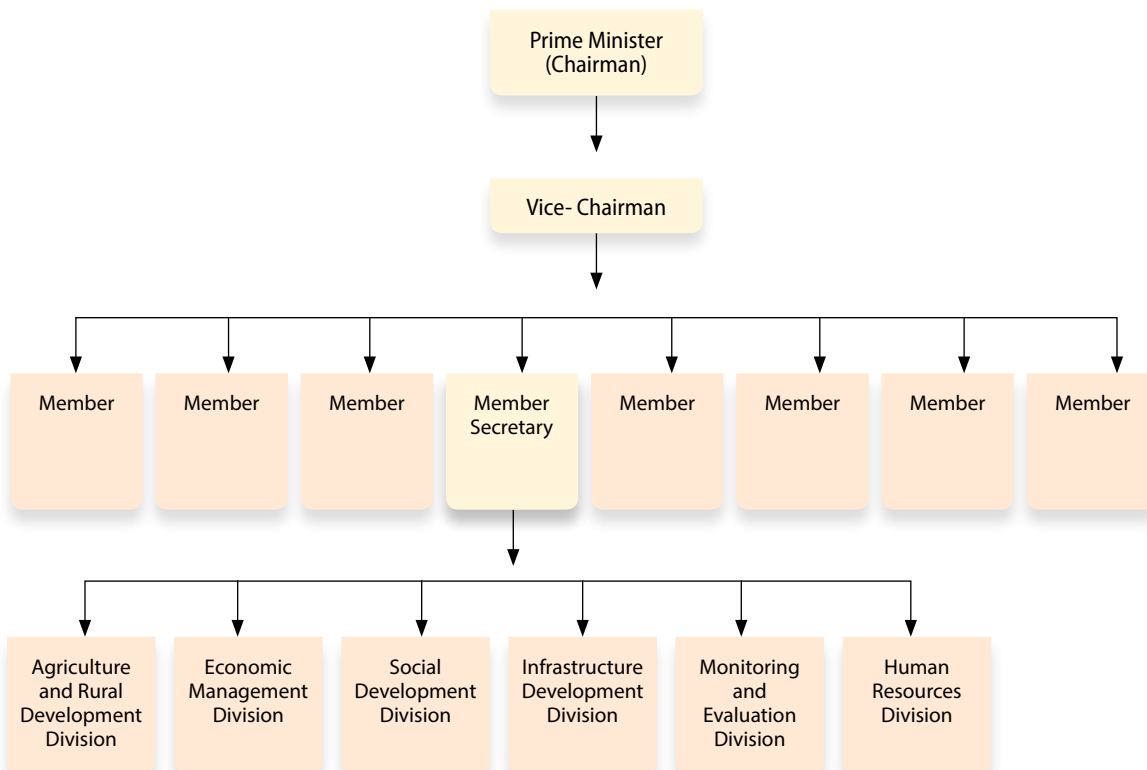 Prime Minister
(Chairman)
Vice- Chairman
Member
Member
Member
Member
Secretary
Member
Member
Member
Member
Agriculture
and Rural
Development
Division
Economic
Management
Division
Social
Development
Division
Infrastructure
Development
Division
Monitoring
and
Evaluation
Division
Human
Resources
Division